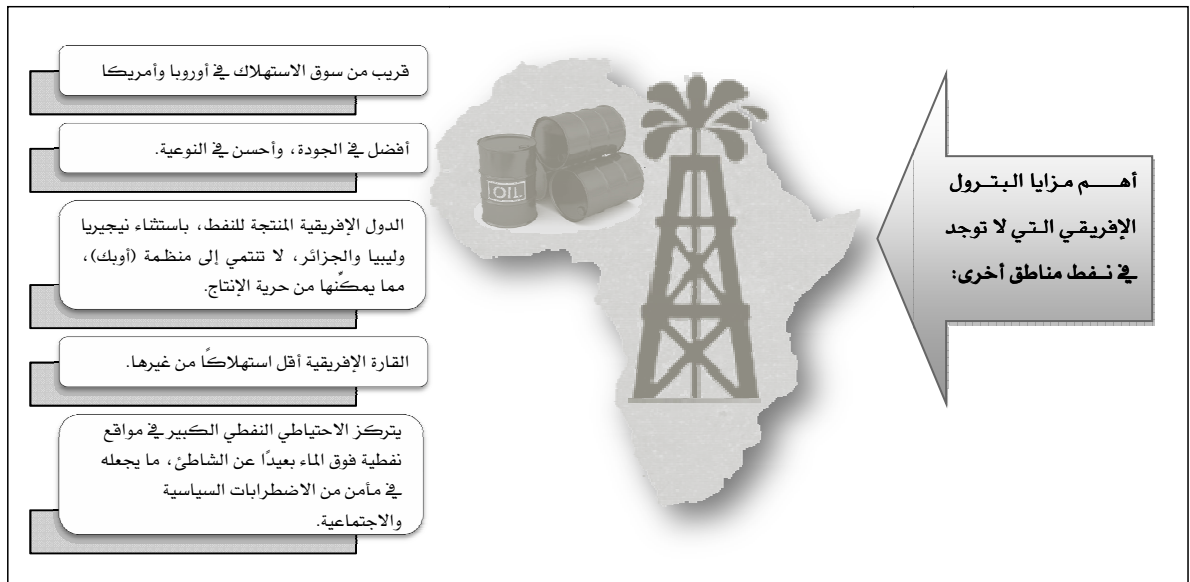 أهم مزايا البترول
الإفريقي التي لا توجد
في نفط مناطق أخرى:
قريب من سوق الاستهلاك في أوروبا وأمريكا
أفضل في الجودة، وأحسن في النوعية.
الدول الإفريقية المنتجة للنفط، باستثناء نيجيريا
وليبيا والجزائر، لا تنتمي إلى منظمة (أوبك)،
مما يمكنّها من حرية الإنتاج.
القارة الإفريقية أقل استهلاكًا من غيرها.
يتركز الاحتياطي النفطي الكبير في مواقع
نفطية فوق الماء بعيدًا عن الشاطئ، ما يجعله
في مأمن من الاضطرابات السياسية
والاجتماعية.
OIL